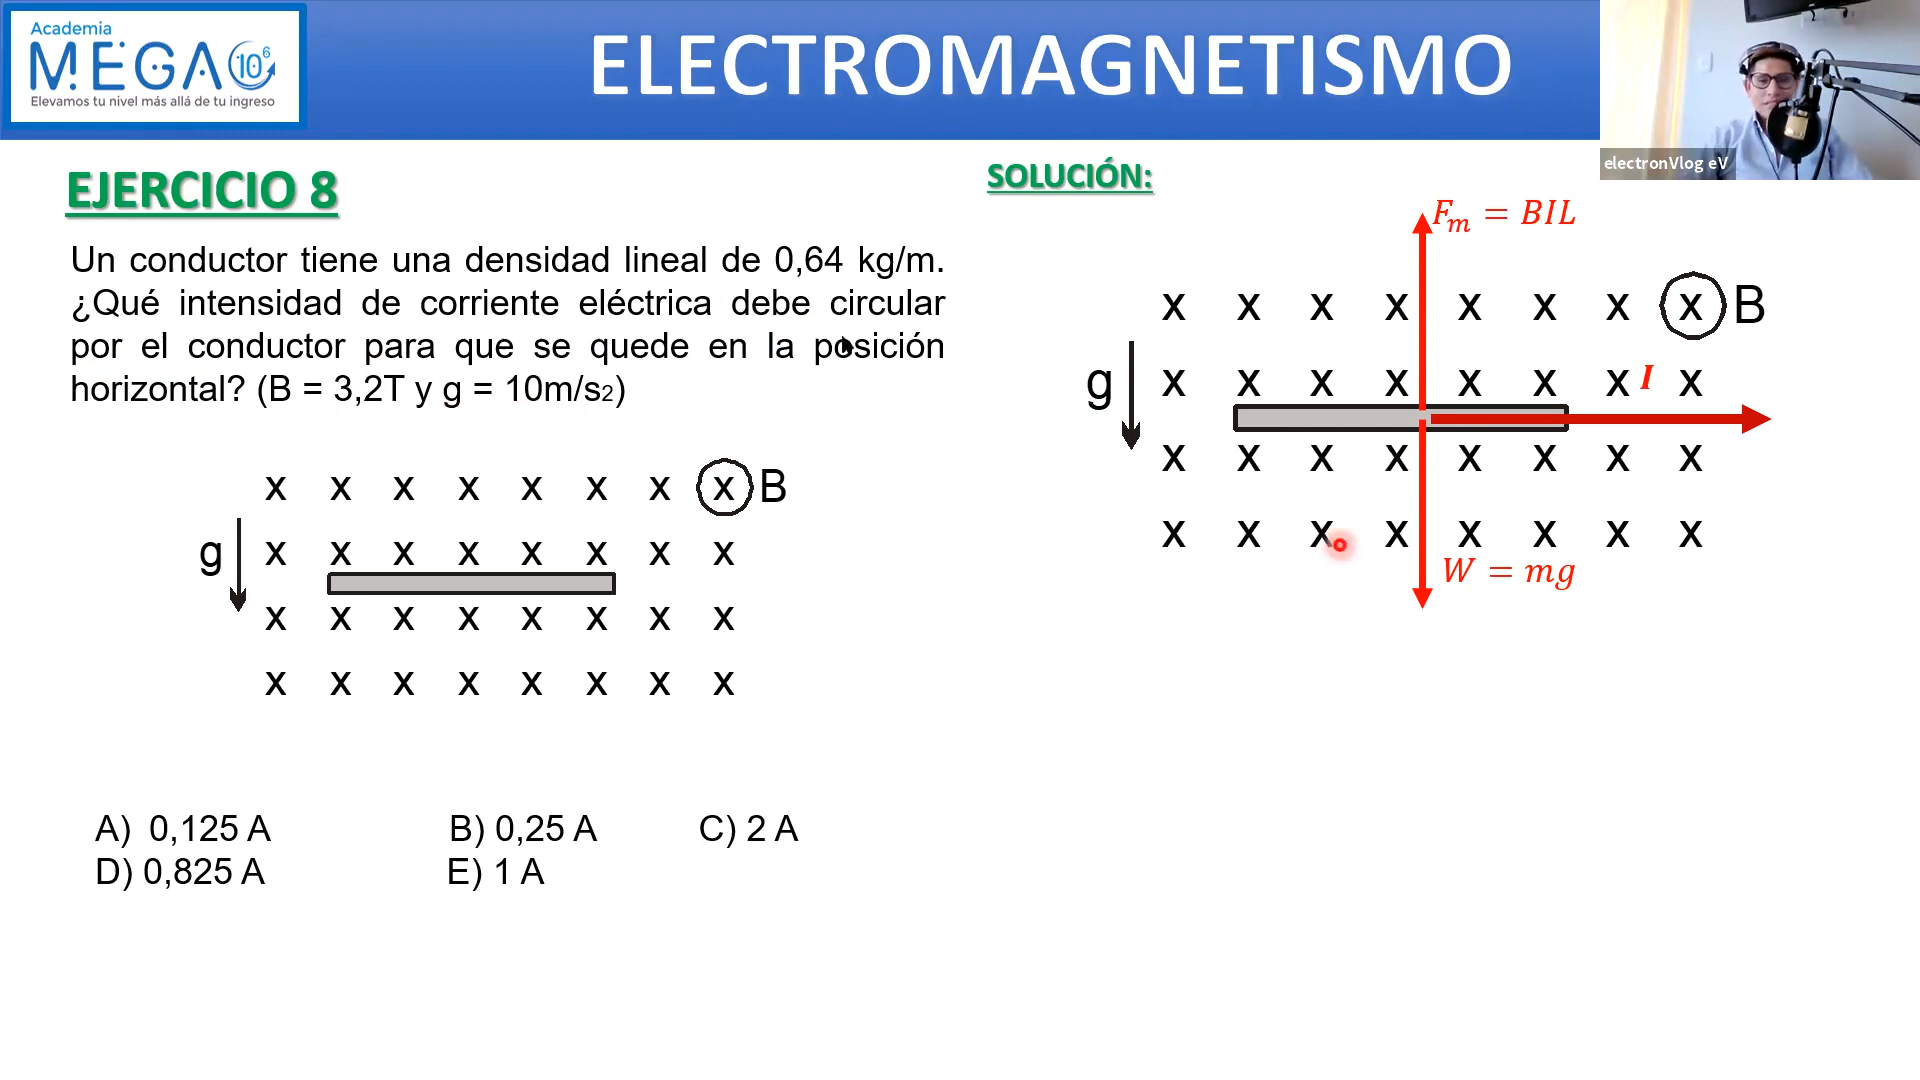 Academia
MEGA 10⁶
Elevamos tu nivel más allá de tu ingreso
ELECTROMAGNETISMO
electronVlog eV
EJERCICIO 8
Un conductor tiene una densidad lineal de 0,64 kg/m.
¿Qué intensidad de corriente eléctrica debe circular
por el conductor para que se quede en la posición
horizontal? (B = 3,2T y g = 10m/s2)
x x x x x x x x B
g x x x x x x x x
x x x x x x x x
x x x x x x x x
A) 0,125 A B) 0,25 A C) 2 A
D) 0,825 A E) 1 A
SOLUCIÓN:
Fm = BIL
x x x x x x x x B
g x x x x x x x I x
x x x x x x x x
x x x x x x x x
W = mg